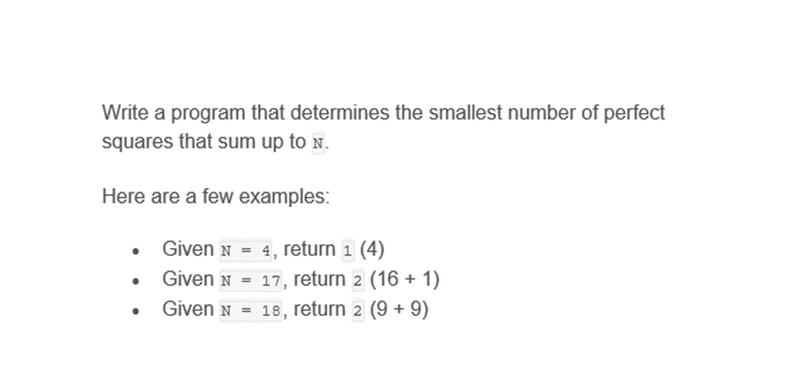 Write a program that determines the smallest number of perfect
squares that sum up to N.
Here are a few examples:
• Given N = 4, return 1 (4)
• Given N = 17, return 2 (16 + 1)
• Given N = 18, return 2 (9 + 9)